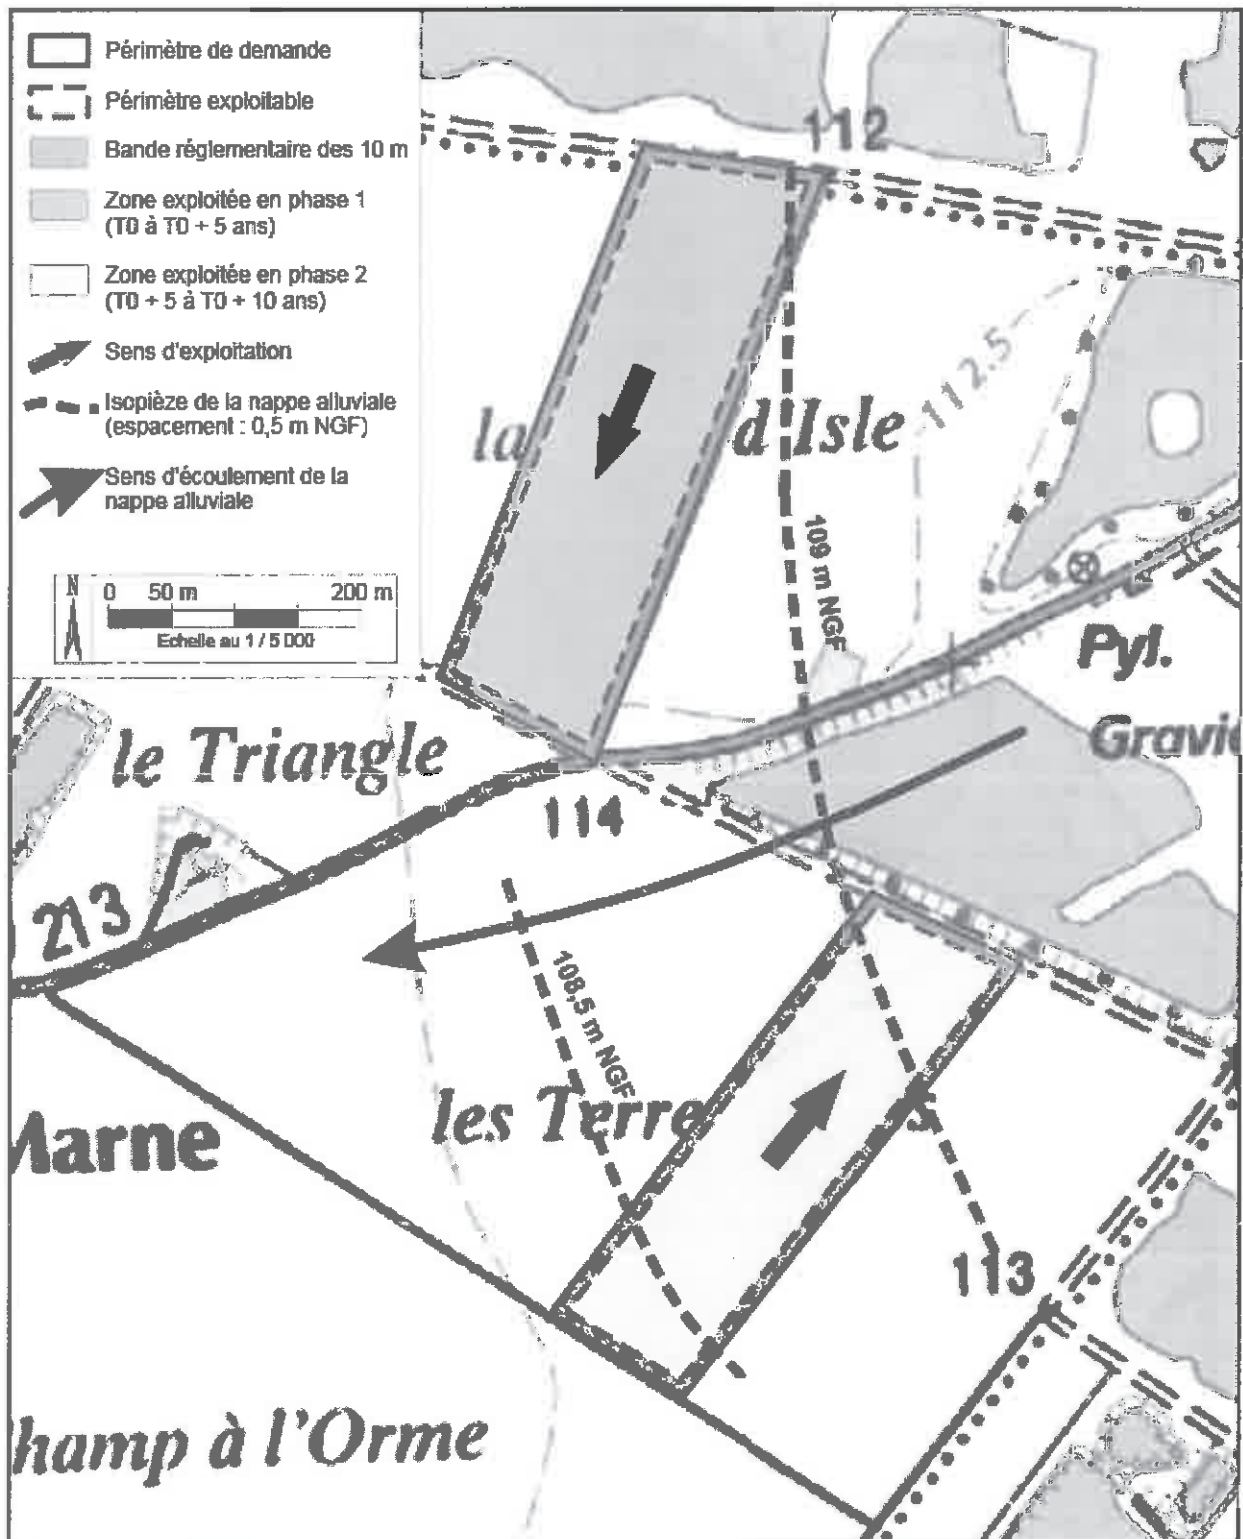 Périmètre de demande
Périmètre exploitable
Bande réglementaire des 10 m
Zone exploitée en phase 1
(T0 à T0 + 5 ans)
Zone exploitée en phase 2
(T0 + 5 à T0 + 10 ans)
Sens d'exploitation
Isopièze de la nappe alluviale
(espacement : 0,5 m NGF)
Sens d'écoulement de la
nappe alluviale
N
0 50 m 200 m
Echelle au 1 / 5 000
112
112.5
la d'Isle
109 m NGF
Pyl.
Gravie
le Triangle
114
213
108,5 m NGF
les Terre s
Marne
113
hamp à l'Orme